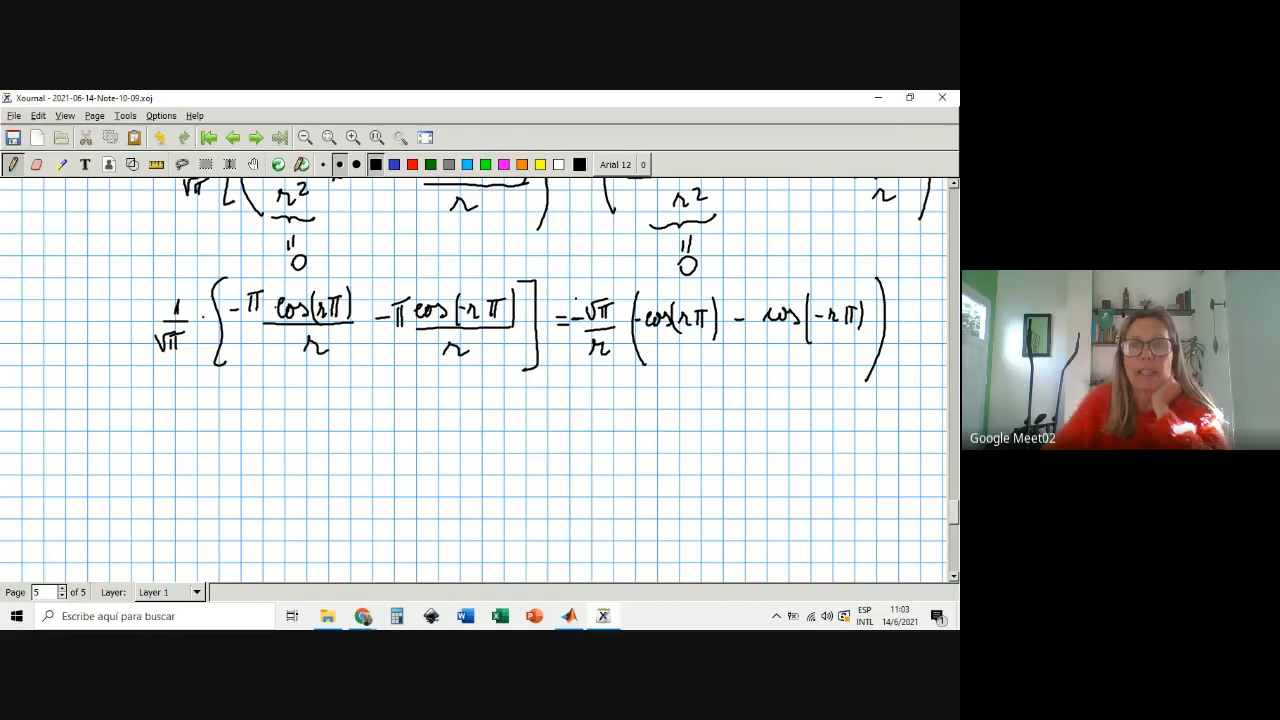 Xournal - 2021-06-14-Note-10-09.xoj
File Edit View Page Tools Options Help
Arial 12 0
√π r² r r² r
= 0 = 0
1/√π · [-π cos(rπ)/r - π cos(-rπ)/r] = -√π/r (-cos(rπ) - cos(-rπ))
Google Meet02
Page 5 of 5 Layer: Layer 1
Escribe aquí para buscar
ESP 11:03
INTL 14/6/2021
1